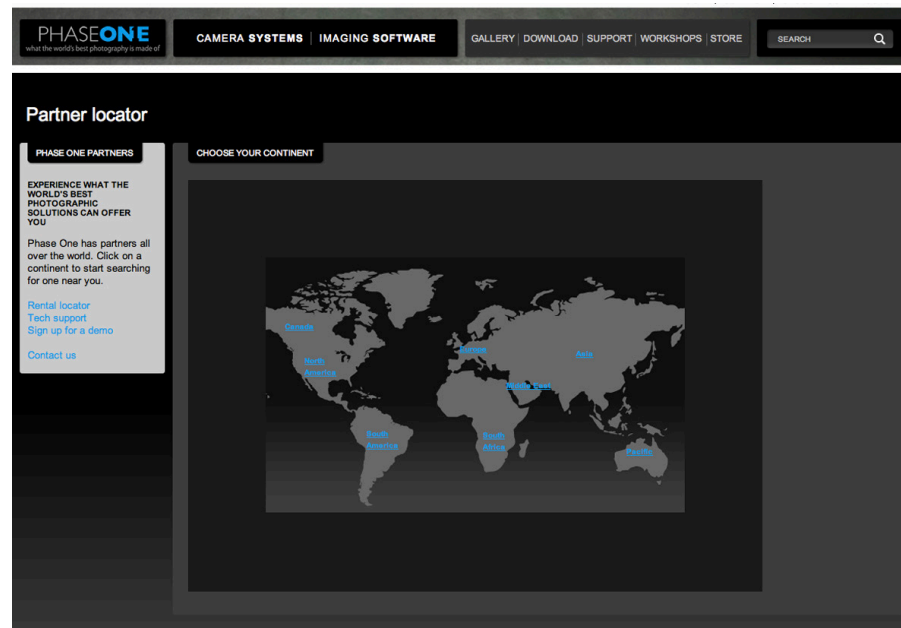 PHASEONE
what the world's best photography is made of
CAMERA SYSTEMS | IMAGING SOFTWARE
GALLERY | DOWNLOAD | SUPPORT | WORKSHOPS | STORE
SEARCH
Partner locator
PHASE ONE PARTNERS
EXPERIENCE WHAT THE
WORLD'S BEST
PHOTOGRAPHIC
SOLUTIONS CAN OFFER
YOU
Phase One has partners all
over the world. Click on a
continent to start searching
for one near you.
Rental locator
Tech support
Sign up for a demo
Contact us
CHOOSE YOUR CONTINENT
Canada
North
America
Europe
Asia
Middle East
South
America
South
Africa
Pacific